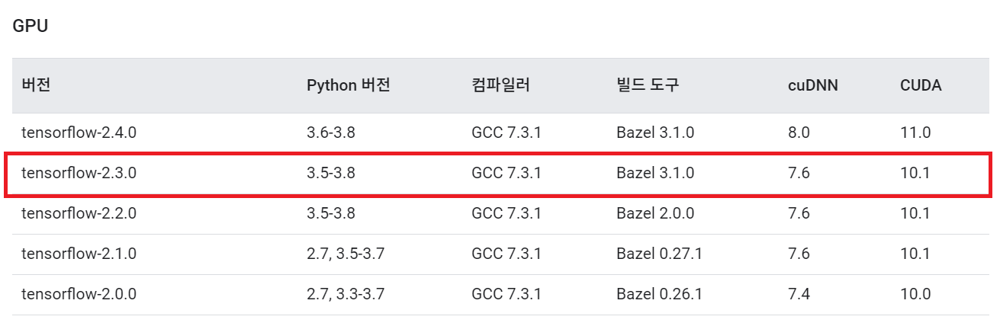 GPU
버전 Python 버전 컴파일러 빌드 도구 cuDNN CUDA
tensorflow-2.4.0 3.6-3.8 GCC 7.3.1 Bazel 3.1.0 8.0 11.0
tensorflow-2.3.0 3.5-3.8 GCC 7.3.1 Bazel 3.1.0 7.6 10.1
tensorflow-2.2.0 3.5-3.8 GCC 7.3.1 Bazel 2.0.0 7.6 10.1
tensorflow-2.1.0 2.7, 3.5-3.7 GCC 7.3.1 Bazel 0.27.1 7.6 10.1
tensorflow-2.0.0 2.7, 3.3-3.7 GCC 7.3.1 Bazel 0.26.1 7.4 10.0